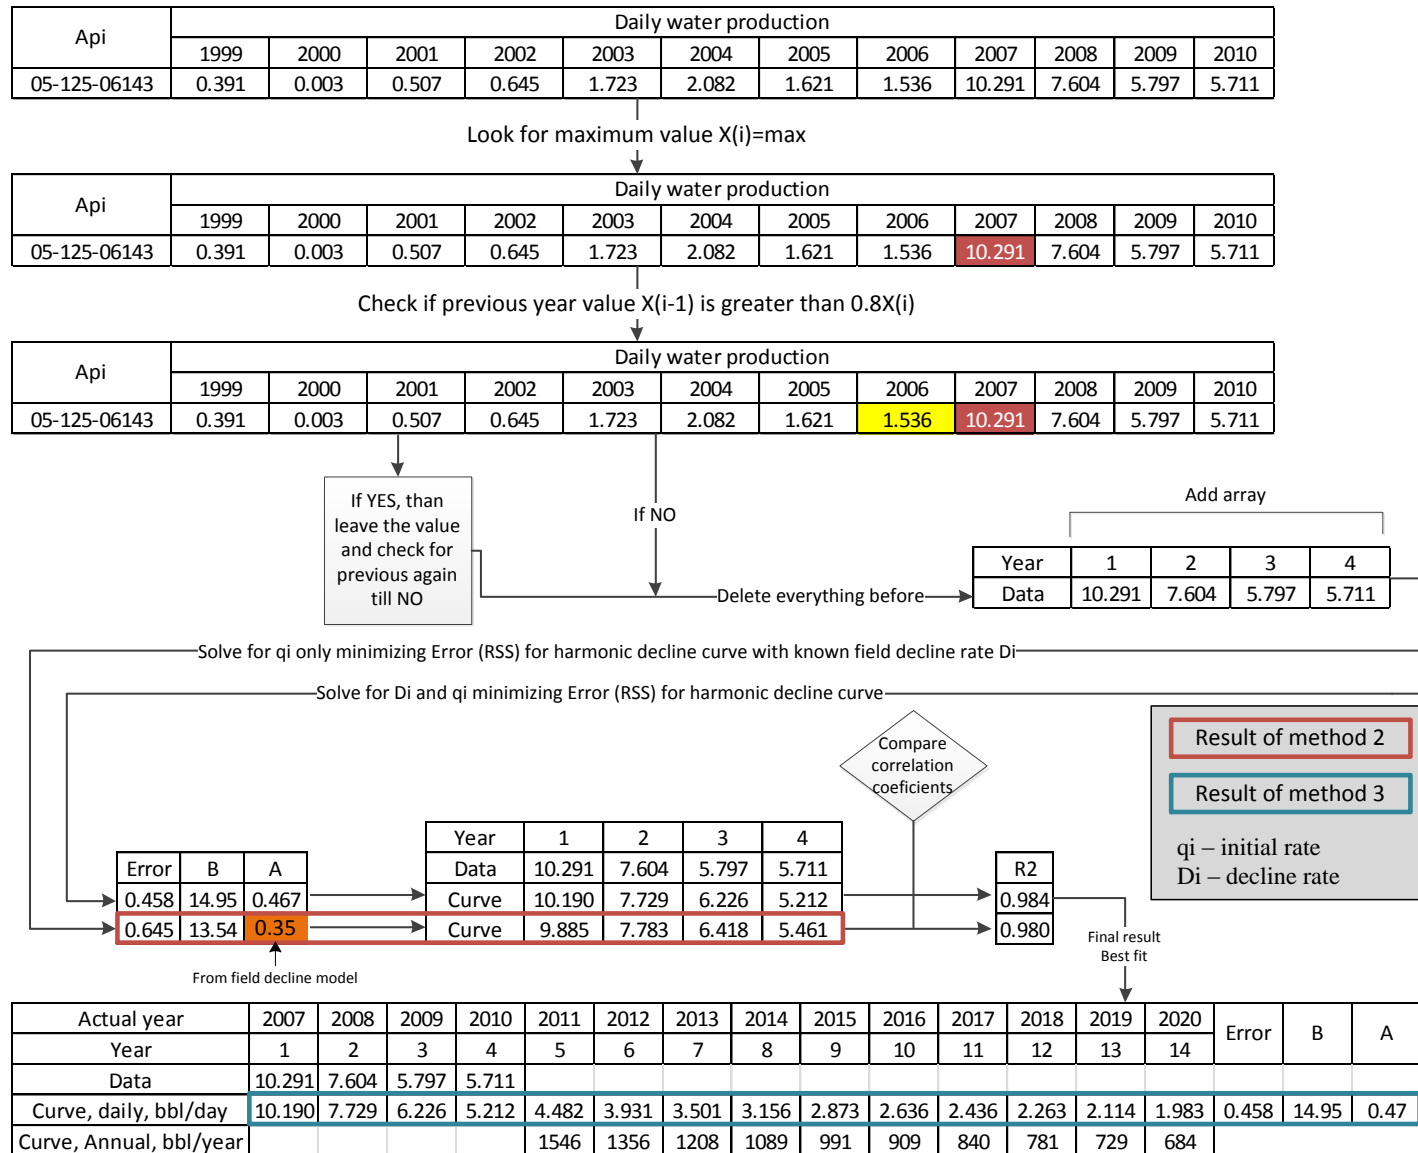 Api Daily water production
1999 2000 2001 2002 2003 2004 2005 2006 2007 2008 2009 2010
05-125-06143 0.391 0.003 0.507 0.645 1.723 2.082 1.621 1.536 10.291 7.604 5.797 5.711
Look for maximum value X(i)=max
Api Daily water production
1999 2000 2001 2002 2003 2004 2005 2006 2007 2008 2009 2010
05-125-06143 0.391 0.003 0.507 0.645 1.723 2.082 1.621 1.536 10.291 7.604 5.797 5.711
Check if previous year value X(i-1) is greater than 0.8X(i)
Api Daily water production
1999 2000 2001 2002 2003 2004 2005 2006 2007 2008 2009 2010
05-125-06143 0.391 0.003 0.507 0.645 1.723 2.082 1.621 1.536 10.291 7.604 5.797 5.711
If YES, than
leave the value
and check for
previous again
till NO
If NO
Delete everything before
Add array
Year 1 2 3 4
Data 10.291 7.604 5.797 5.711
Solve for qi only minimizing Error (RSS) for harmonic decline curve with known field decline rate Di
Solve for Di and qi minimizing Error (RSS) for harmonic decline curve
Compare
correlation
coeficients
Result of method 2
Result of method 3
qi – initial rate
Di – decline rate
Error B A
0.458 14.95 0.467
0.645 13.54 0.35
From field decline model
Year 1 2 3 4
Data 10.291 7.604 5.797 5.711
Curve 10.190 7.729 6.226 5.212
Curve 9.885 7.783 6.418 5.461
R2
0.984
0.980
Final result
Best fit
Actual year 2007 2008 2009 2010 2011 2012 2013 2014 2015 2016 2017 2018 2019 2020 Error B A
Year 1 2 3 4 5 6 7 8 9 10 11 12 13 14
Data 10.291 7.604 5.797 5.711
Curve, daily, bbl/day 10.190 7.729 6.226 5.212 4.482 3.931 3.501 3.156 2.873 2.636 2.436 2.263 2.114 1.983 0.458 14.95 0.47
Curve, Annual, bbl/year 1546 1356 1208 1089 991 909 840 781 729 684